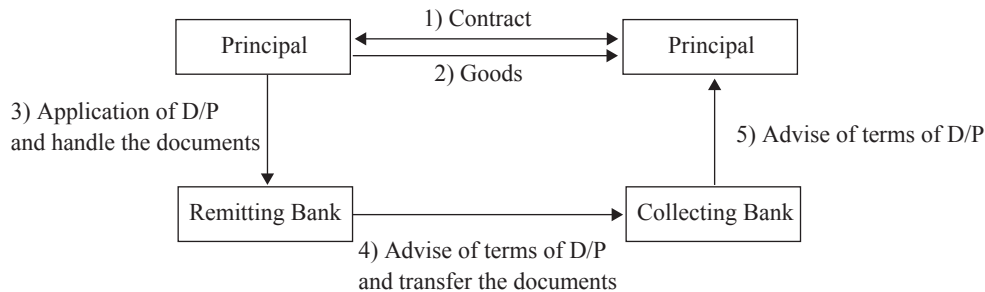 1) Contract
Principal
Principal
2) Goods
3) Application of D/P
and handle the documents
5) Advise of terms of D/P
Remitting Bank
Collecting Bank
4) Advise of terms of D/P
and transfer the documents